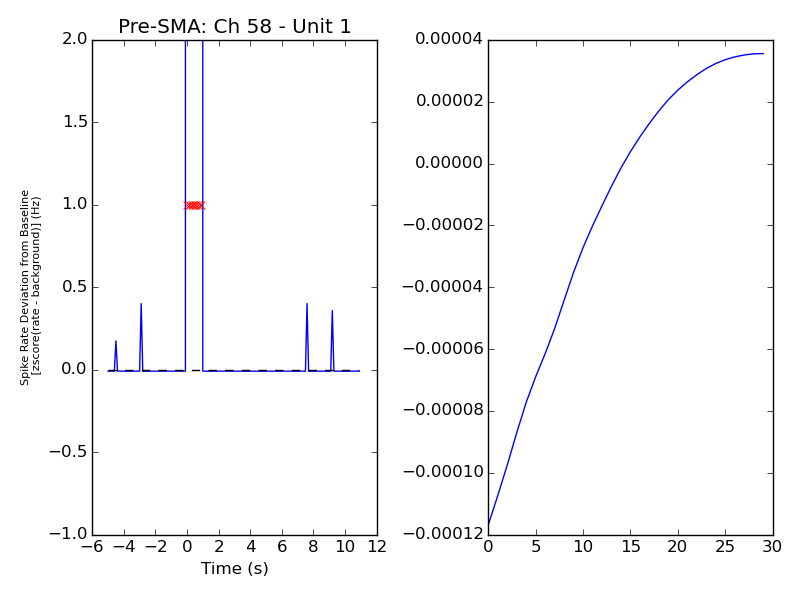 Pre-SMA: Ch 58 - Unit 1
Spike Rate Deviation from Baseline
[zscore(rate - background)] (Hz)
2.0
1.5
1.0
0.5
0.0
−0.5
−1.0
−6 −4 −2 0 2 4 6 8 10 12
Time (s)
0.00004
0.00002
0.00000
−0.00002
−0.00004
−0.00006
−0.00008
−0.00010
−0.00012
0 5 10 15 20 25 30